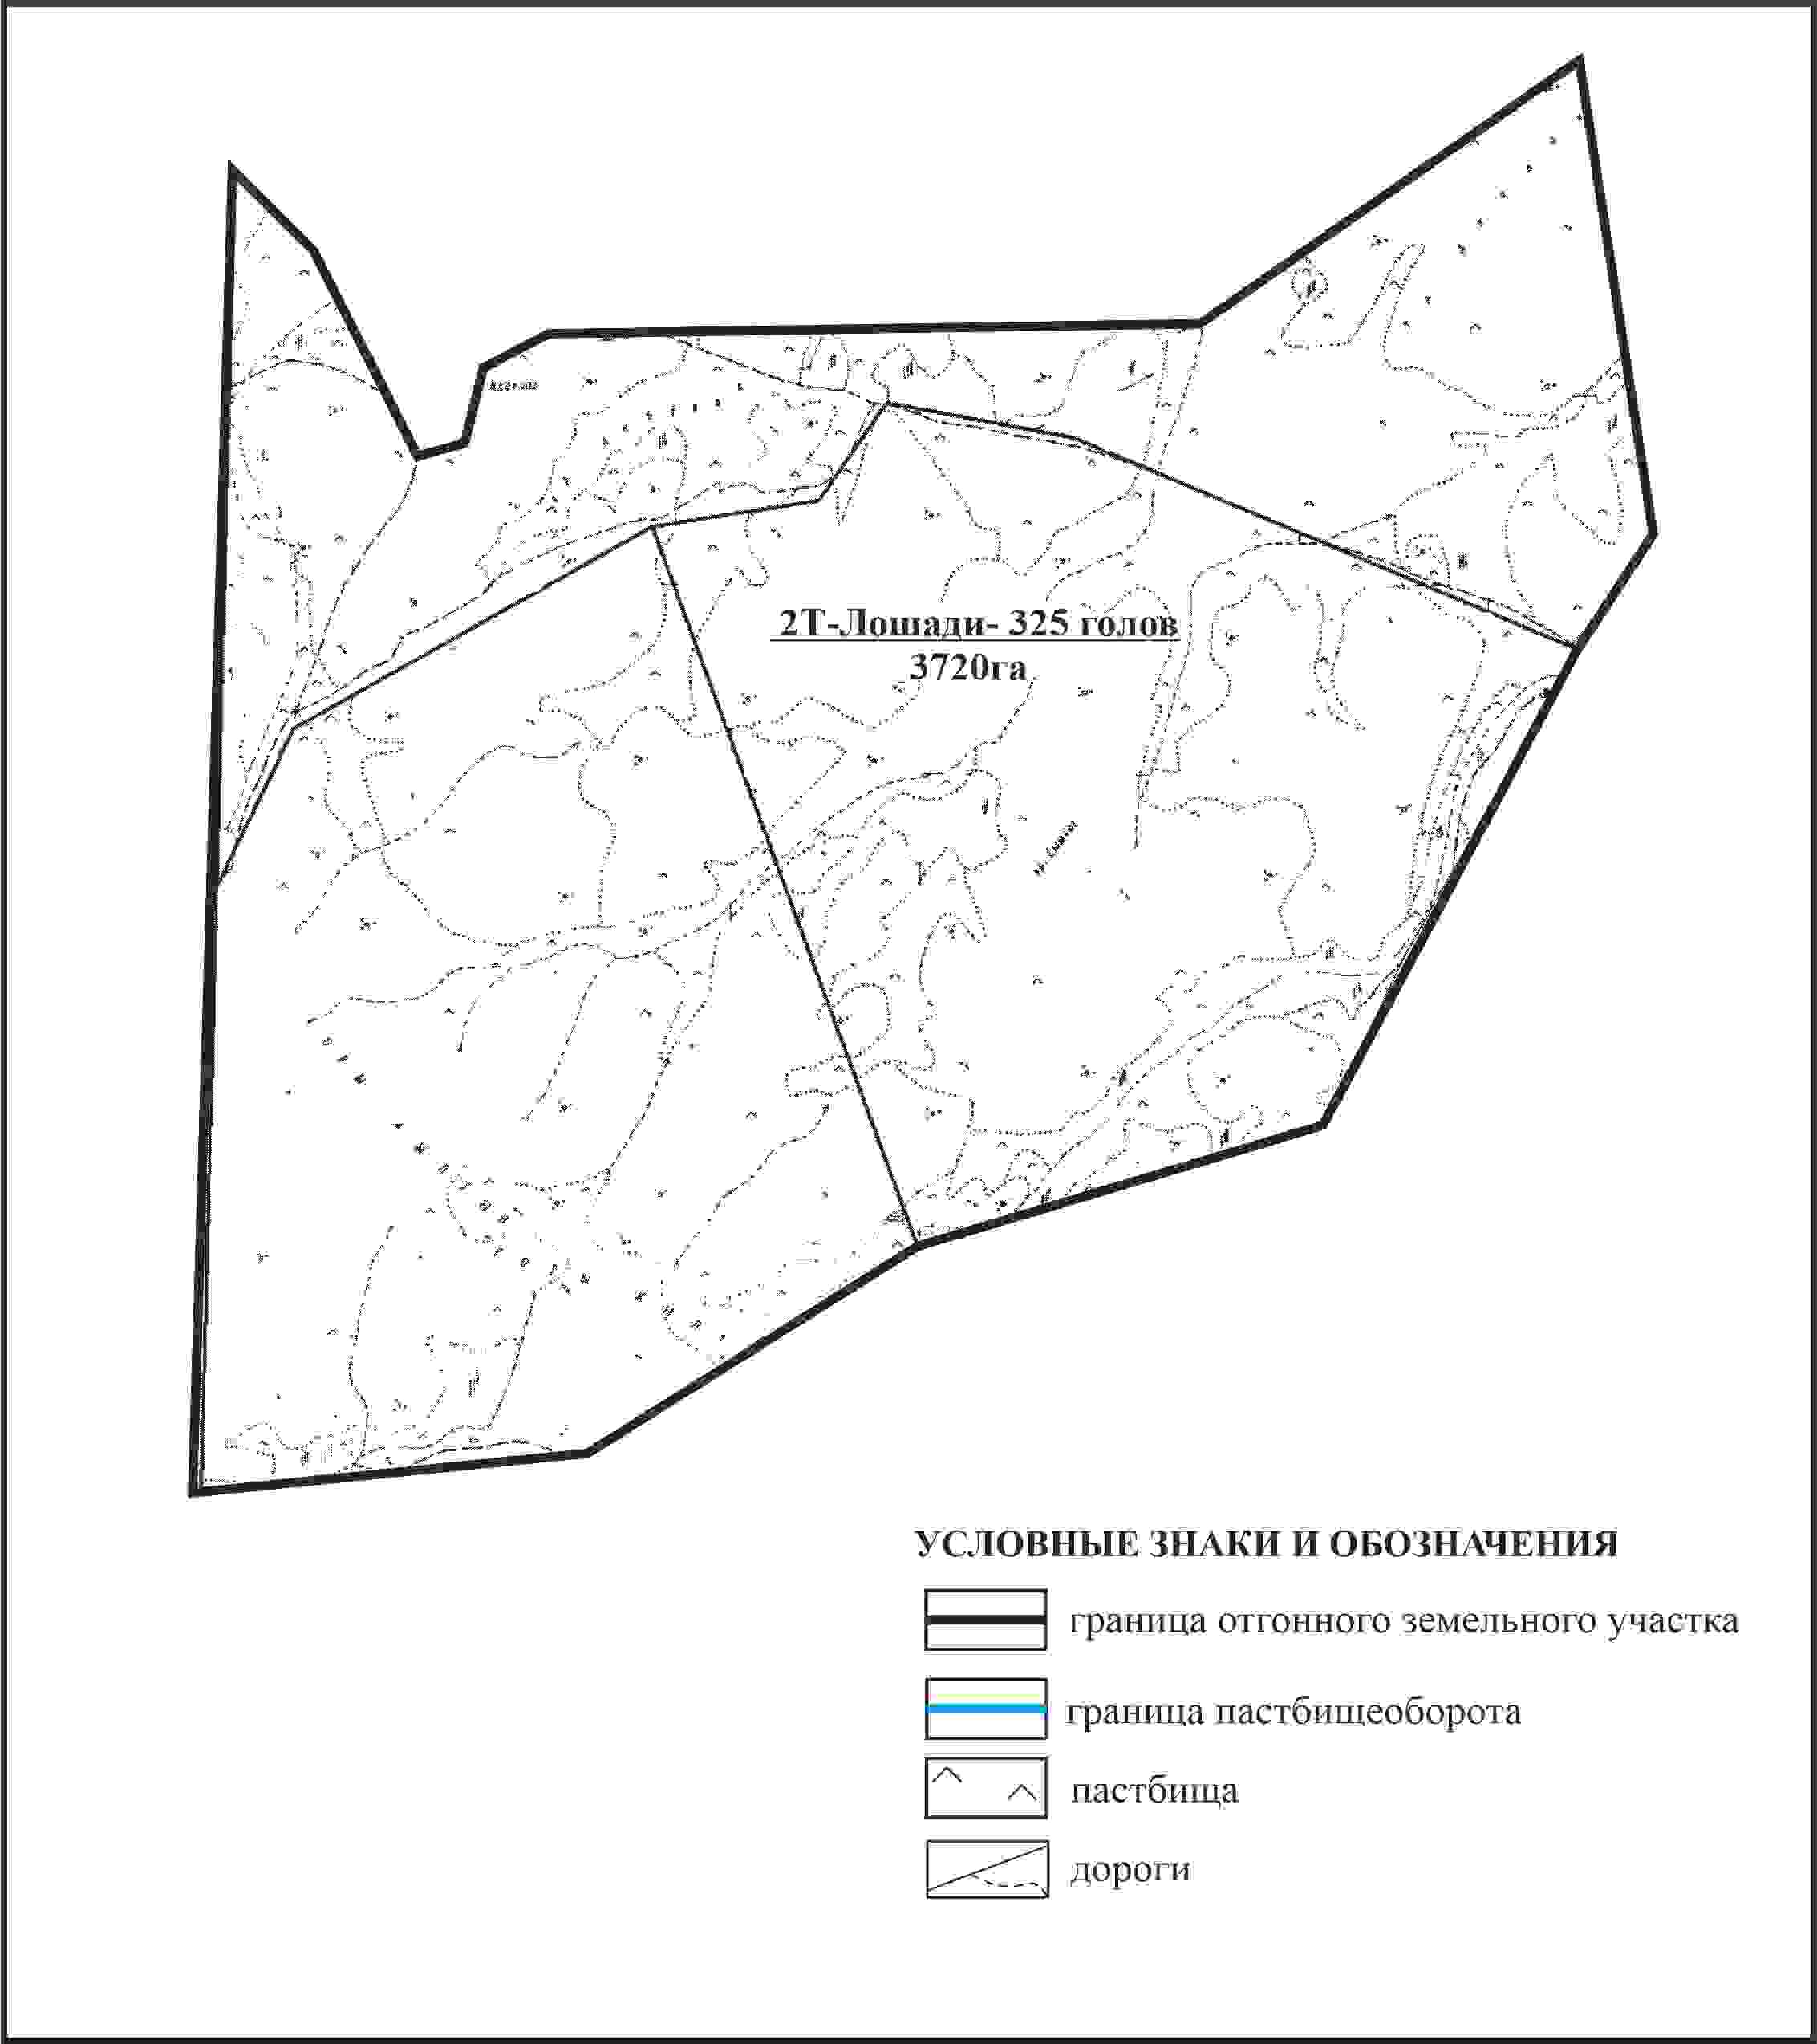 2Т-Лошади- 325 голов
3720га
УСЛОВНЫЕ ЗНАКИ И ОБОЗНАЧЕНИЯ
граница отгонного земельного участка
граница пастбищеоборота
пастбища
дороги